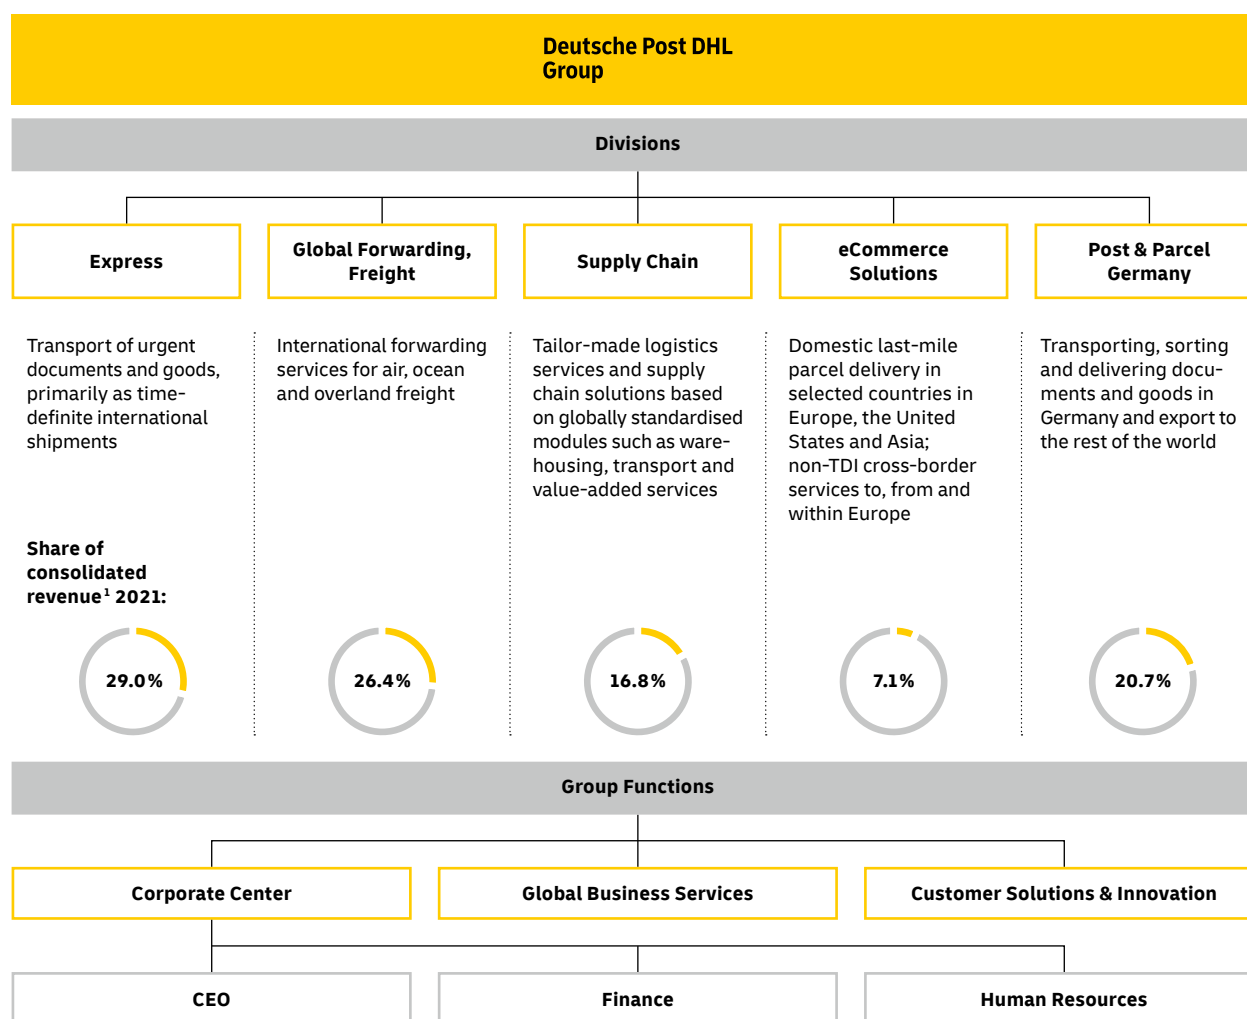 Deutsche Post DHL
Group
Divisions
Express
Global Forwarding,
Freight
Supply Chain
eCommerce
Solutions
Post & Parcel
Germany
Transport of urgent
documents and goods,
primarily as time-
definite international
shipments
International forwarding
services for air, ocean
and overland freight
Tailor-made logistics
services and supply
chain solutions based
on globally standardised
modules such as ware-
housing, transport and
value-added services
Domestic last-mile
parcel delivery in
selected countries in
Europe, the United
States and Asia;
non-TDI cross-border
services to, from and
within Europe
Transporting, sorting
and delivering docu-
ments and goods in
Germany and export to
the rest of the world
Share of
consolidated
revenue¹ 2021:
29.0%
26.4%
16.8%
7.1%
20.7%
Group Functions
Corporate Center
Global Business Services
Customer Solutions & Innovation
CEO
Finance
Human Resources